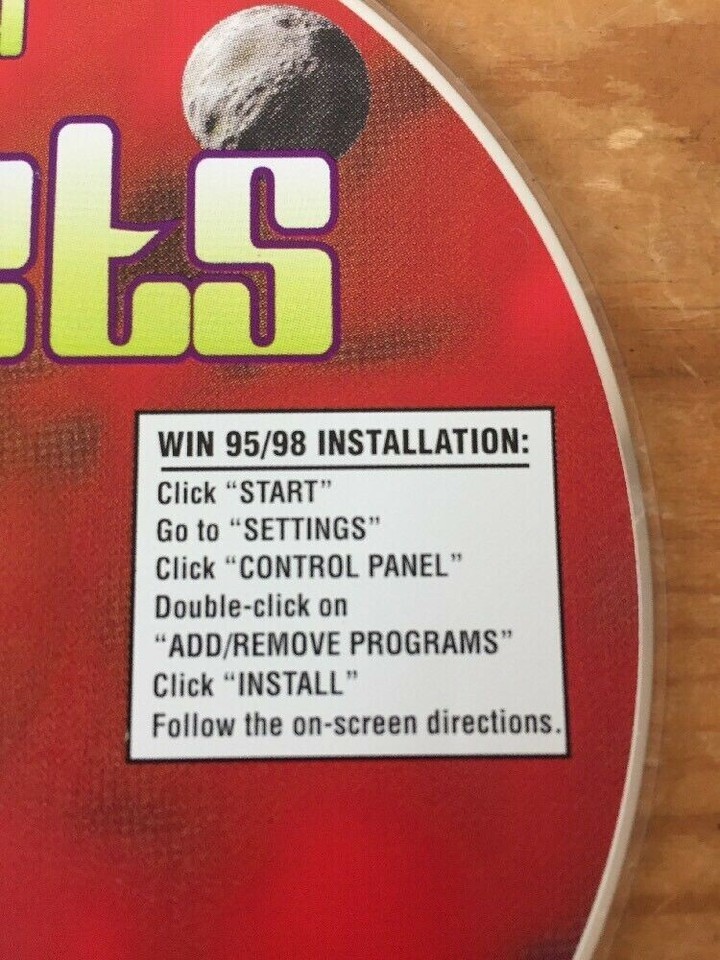 ts
WIN 95/98 INSTALLATION:
Click “START”
Go to “SETTINGS”
Click “CONTROL PANEL”
Double-click on
“ADD/REMOVE PROGRAMS”
Click “INSTALL”
Follow the on-screen directions.